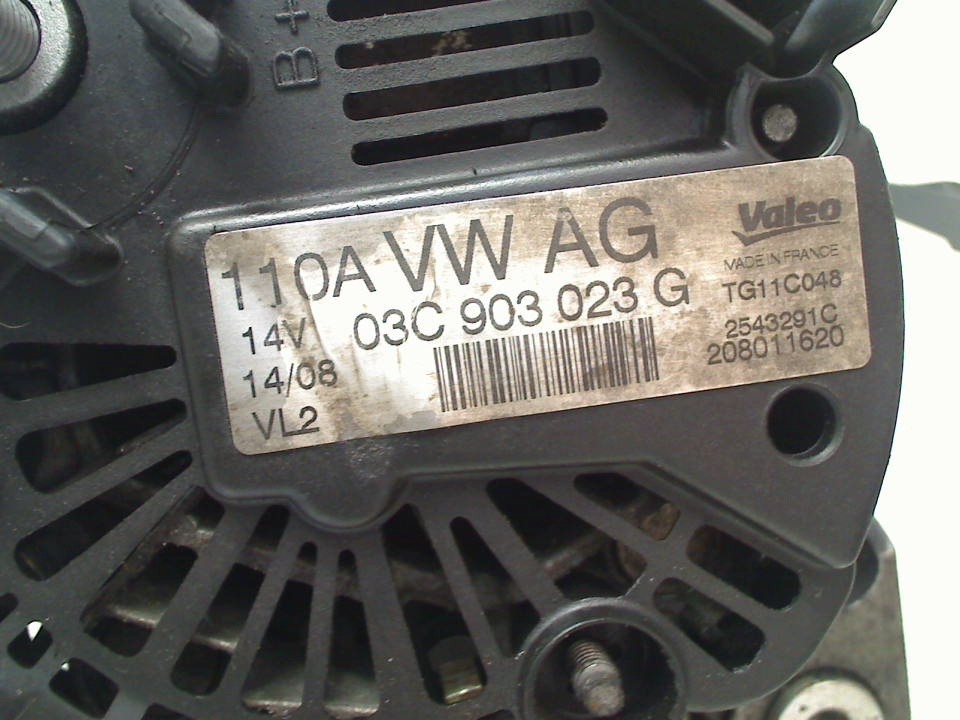 B+
110A VW AG
03C 903 023 G
14V
14/08
VL2
Valeo
MADE IN FRANCE
TG11C048
2543291C
208011620